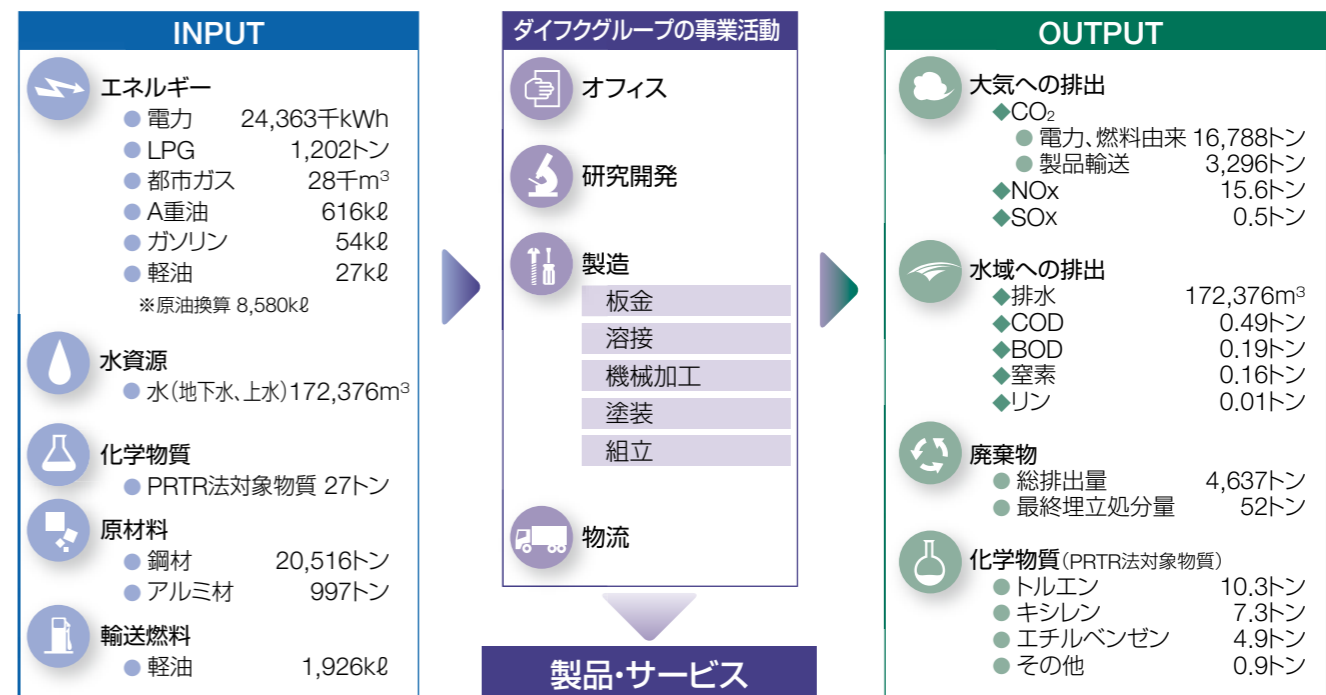 INPUT
エネルギー
● 電力 24,363千kWh
● LPG 1,202トン
● 都市ガス 28千m³
● A重油 616kℓ
● ガソリン 54kℓ
● 軽油 27kℓ
※原油換算 8,580kℓ
水資源
● 水(地下水、上水)172,376m³
化学物質
● PRTR法対象物質 27トン
原材料
● 鋼材 20,516トン
● アルミ材 997トン
輸送燃料
● 軽油 1,926kℓ
ダイフクグループの事業活動
オフィス
研究開発
製造
板金
溶接
機械加工
塗装
組立
物流
製品・サービス
OUTPUT
大気への排出
◆CO₂
● 電力、燃料由来 16,788トン
● 製品輸送 3,296トン
◆NOx 15.6トン
◆SOx 0.5トン
水域への排出
◆排水 172,376m³
◆COD 0.49トン
◆BOD 0.19トン
◆窒素 0.16トン
◆リン 0.01トン
廃棄物
● 総排出量 4,637トン
● 最終埋立処分量 52トン
化学物質(PRTR法対象物質)
● トルエン 10.3トン
● キシレン 7.3トン
● エチルベンゼン 4.9トン
● その他 0.9トン